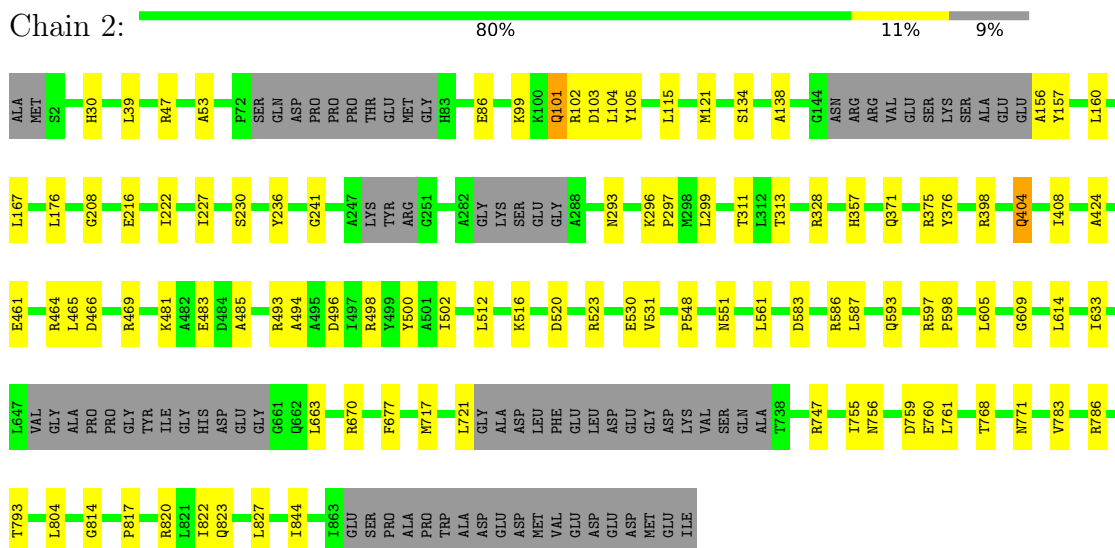 Chain 2:
80% 11% 9%
ALA MET S2 H30 L39 R47 A53 P72 SER GLN ASP PRO PRO PRO THR GLU MET GLY H83 E86 K99 K100 Q101 R102 D103 L104 Y105 L115 M121 S134 A138 G144 ASN ARG ARG VAL GLU SER LYS SER ALA GLU GLU A156 Y157 L160
L167 L176 G208 E216 I222 I227 S230 Y236 G241 A247 LYS TYR ARG G251 A282 GLY LYS SER GLU GLY A288 N293 K296 P297 M298 L299 T311 L312 T313 R328 H357 Q371 R375 Y376 R398 Q404 I408 A424
E461 R464 L465 D466 R469 K481 A482 E483 D484 A485 R493 A494 A495 D496 I497 R498 Y499 Y500 A501 I502 L512 K516 D520 R523 E530 V531 P548 N551 L561 D583 R586 L587 Q593 R597 P598 L605 G609 L614 I633
L647 VAL GLY ALA PRO PRO GLY TYR ILE GLY HIS ASP GLU GLY G661 Q662 L663 R670 F677 M717 L721 GLY ALA ASP LEU PHE GLU LEU ASP GLU GLY ASP LYS VAL SER GLN ALA T738 R747 I755 N756 D759 E760 L761 T768 N771 V783 R786
T793 L804 G814 P817 R820 L821 I822 Q823 L827 I844 I863 GLU SER PRO ALA PRO TRP ALA ASP GLU ASP MET VAL GLU ASP GLU ASP MET GLU ILE